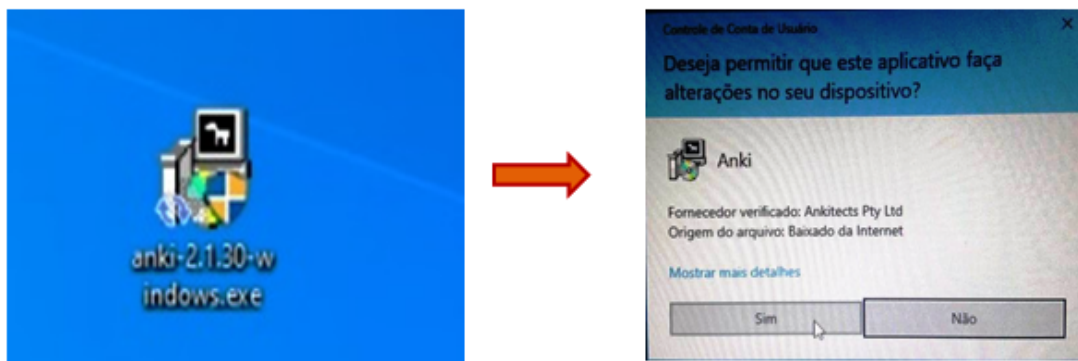 anki-2.1.30-w
indows.exe
Controle de Conta de Usuário
Deseja permitir que este aplicativo faça
alterações no seu dispositivo?
Anki
Fornecedor verificado: Ankitects Pty Ltd
Origem do arquivo: Baixado da Internet
Mostrar mais detalhes
Sim
Não